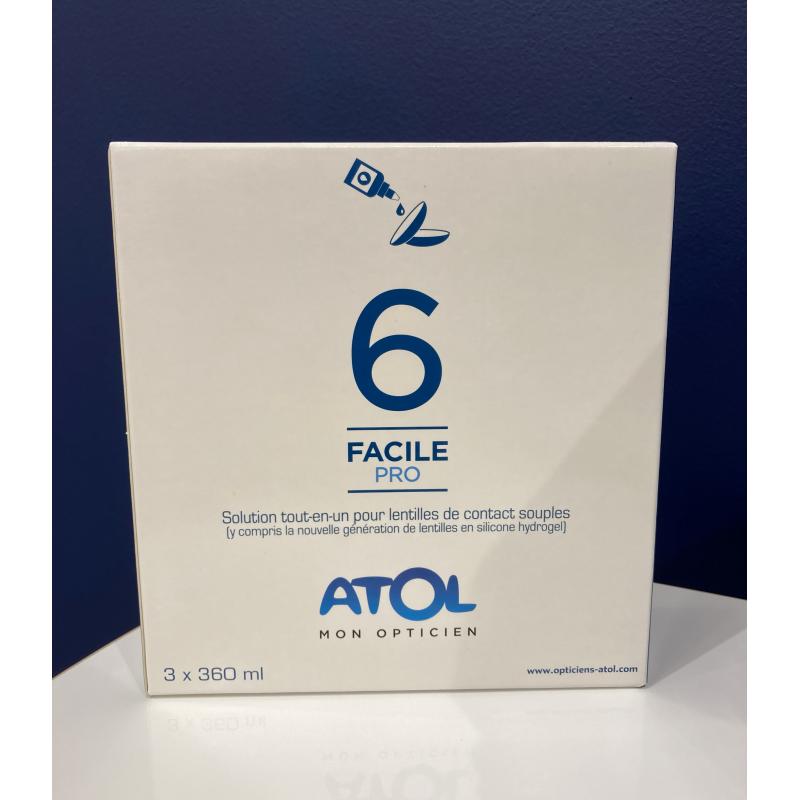 6
FACILE
PRO
Solution tout-en-un pour lentilles de contact souples
(y compris la nouvelle génération de lentilles en silicone hydrogel)
ATOL
MON OPTICIEN
3 x 360 ml
www.opticiens-atol.com